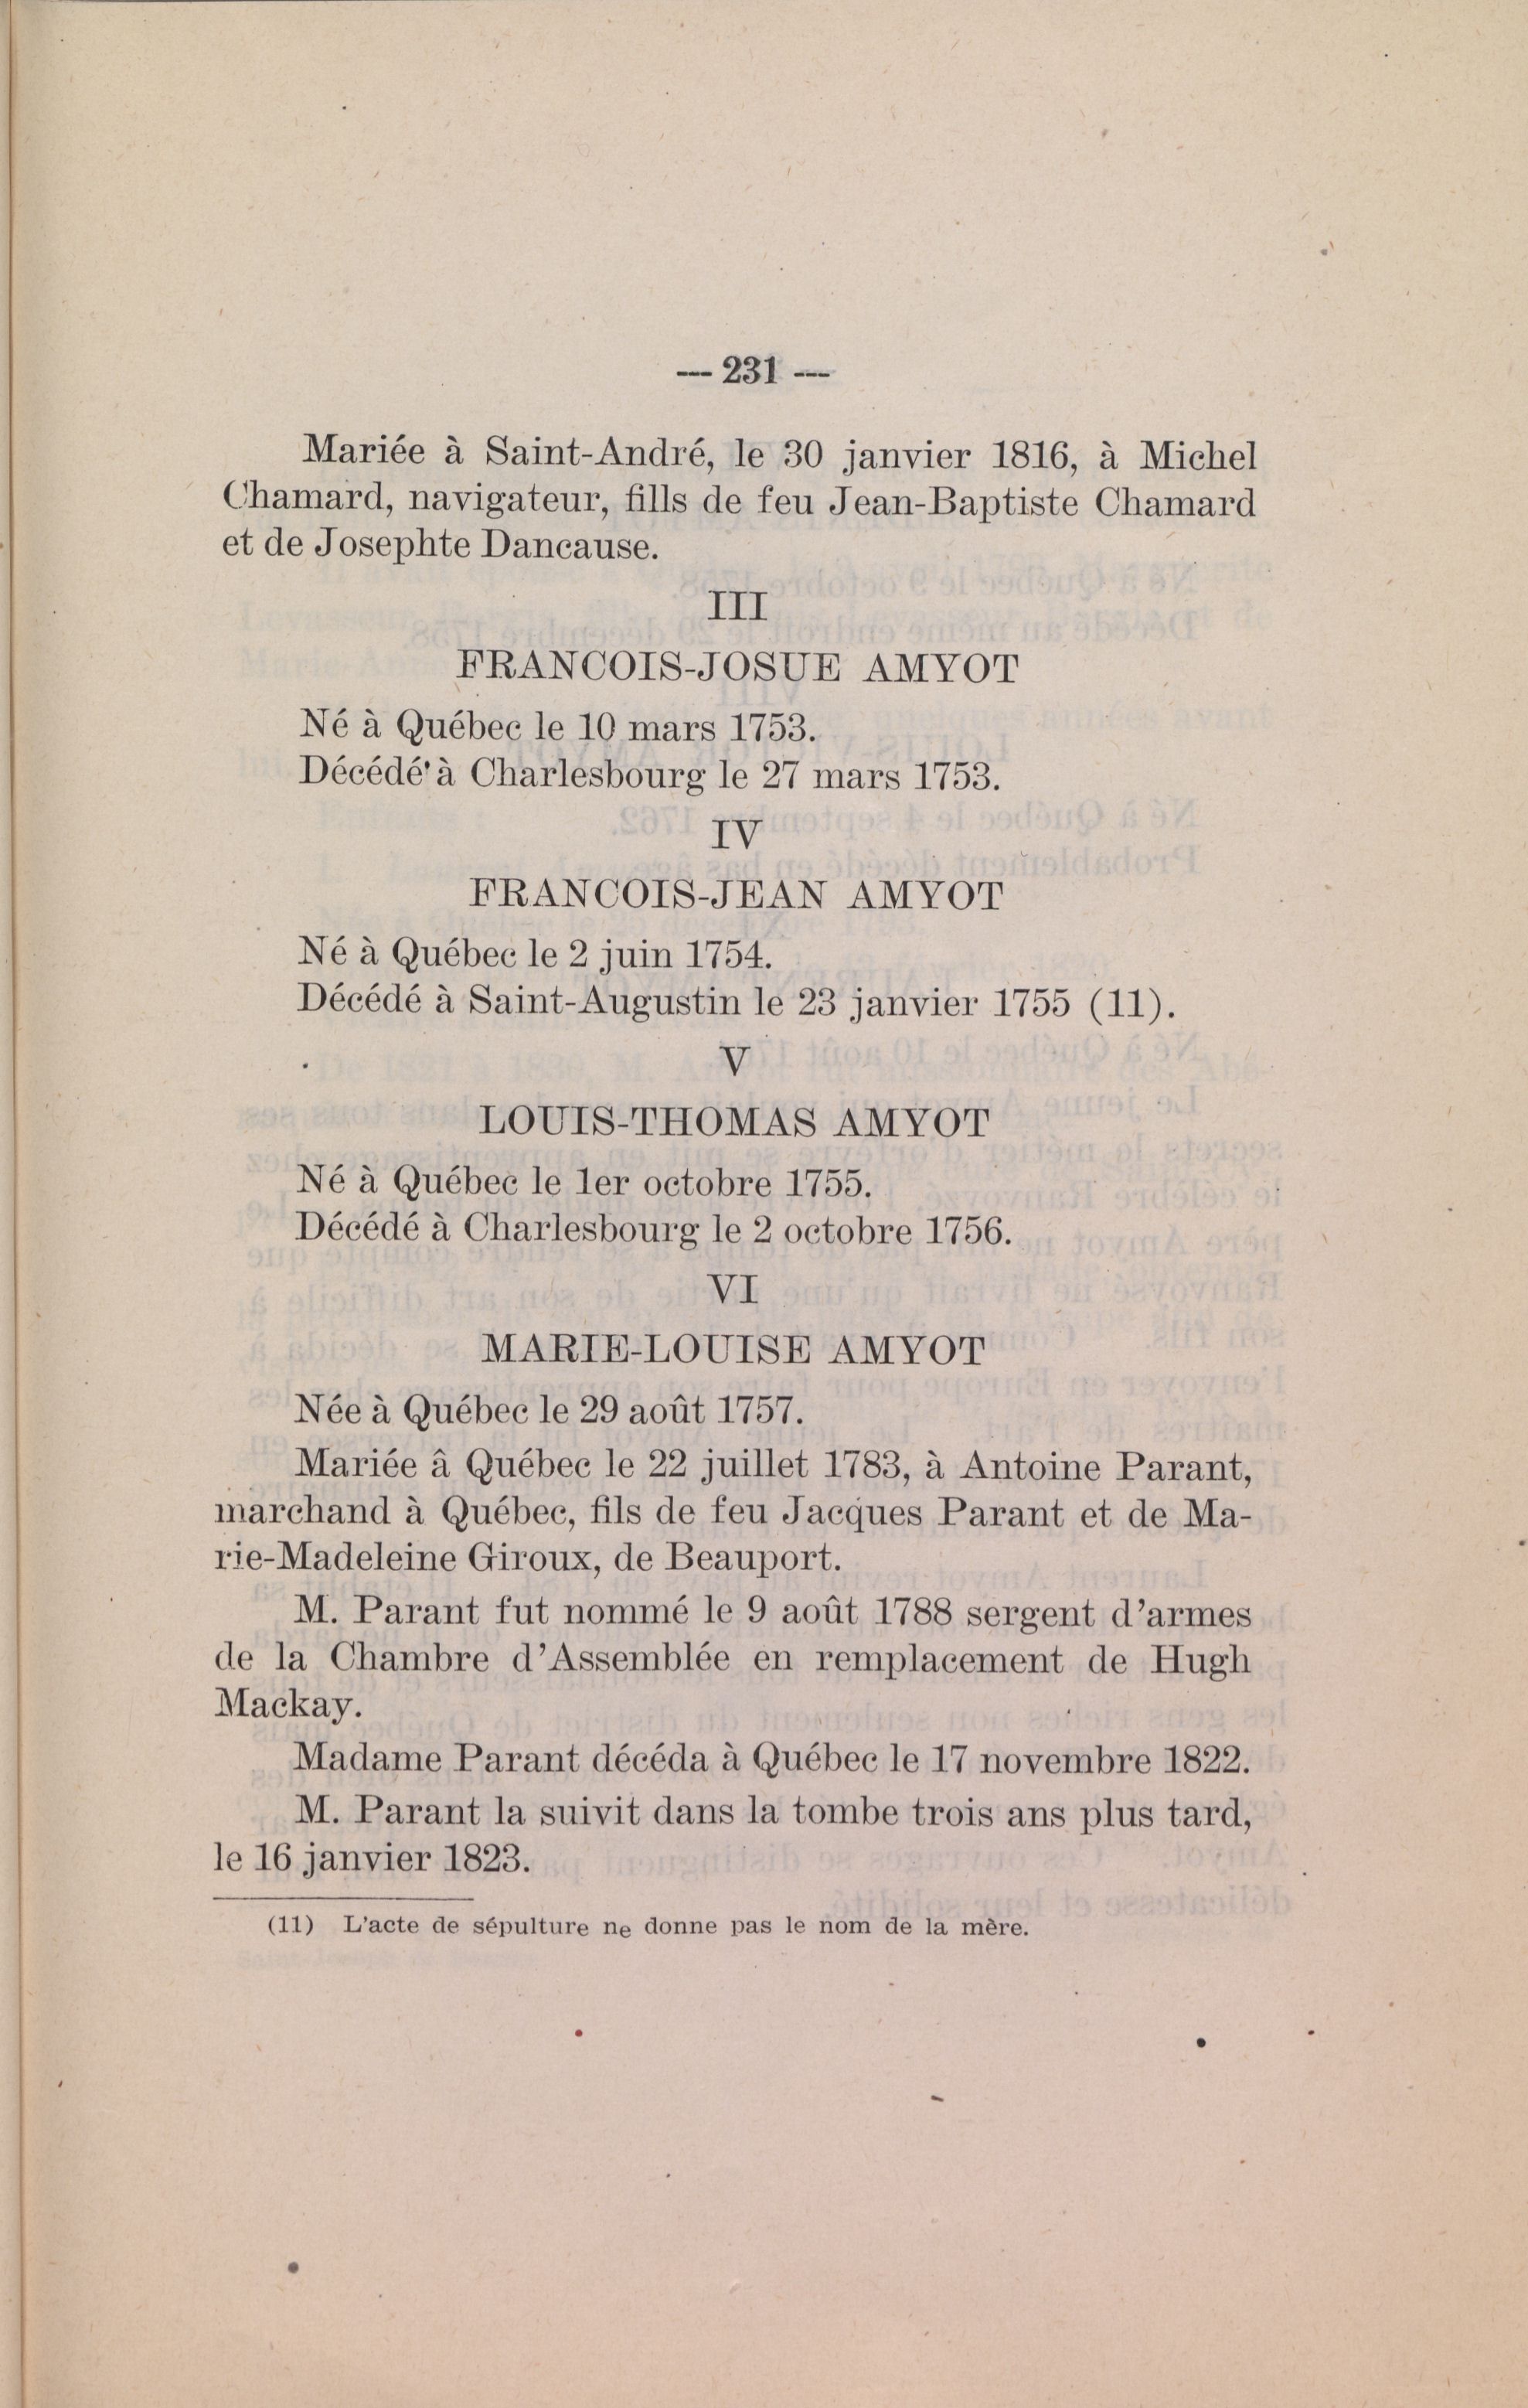 — 231 —
Mariée à Saint-André, le 30 janvier 1816, à Michel
Chamard, navigateur, fills de feu Jean-Baptiste Chamard
et de Josephte Dancause.
III
FRANCOIS-JOSUE AMYOT
Né à Québec le 10 mars 1753.
Décédé à Charlesbourg le 27 mars 1753.
IV
FRANCOIS-JEAN AMYOT
Né à Québec le 2 juin 1754.
Décédé à Saint-Augustin le 23 janvier 1755 (11).
V
LOUIS-THOMAS AMYOT
Né à Québec le 1er octobre 1755.
Décédé à Charlesbourg le 2 octobre 1756.
VI
MARIE-LOUISE AMYOT
Née à Québec le 29 août 1757.
Mariée â Québec le 22 juillet 1783, à Antoine Parant,
marchand à Québec, fils de feu Jacques Parant et de Ma-
rie-Madeleine Giroux, de Beauport.
M. Parant fut nommé le 9 août 1788 sergent d'armes
de la Chambre d'Assemblée en remplacement de Hugh
Mackay.
Madame Parant décéda à Québec le 17 novembre 1822.
M. Parant la suivit dans la tombe trois ans plus tard,
le 16 janvier 1823.
(11) L'acte de sépulture ne donne pas le nom de la mère.